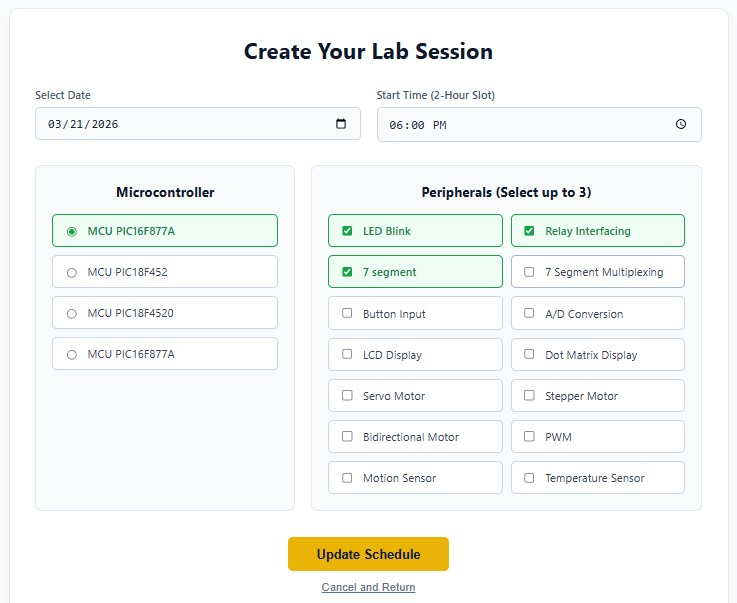 Create Your Lab Session
Select Date
Start Time (2-Hour Slot)
03/21/2026
06:00 PM
Microcontroller
MCU PIC16F877A
MCU PIC18F452
MCU PIC18F4520
MCU PIC16F877A
Peripherals (Select up to 3)
LED Blink
Relay Interfacing
7 segment
7 Segment Multiplexing
Button Input
A/D Conversion
LCD Display
Dot Matrix Display
Servo Motor
Stepper Motor
Bidirectional Motor
PWM
Motion Sensor
Temperature Sensor
Update Schedule
Cancel and Return